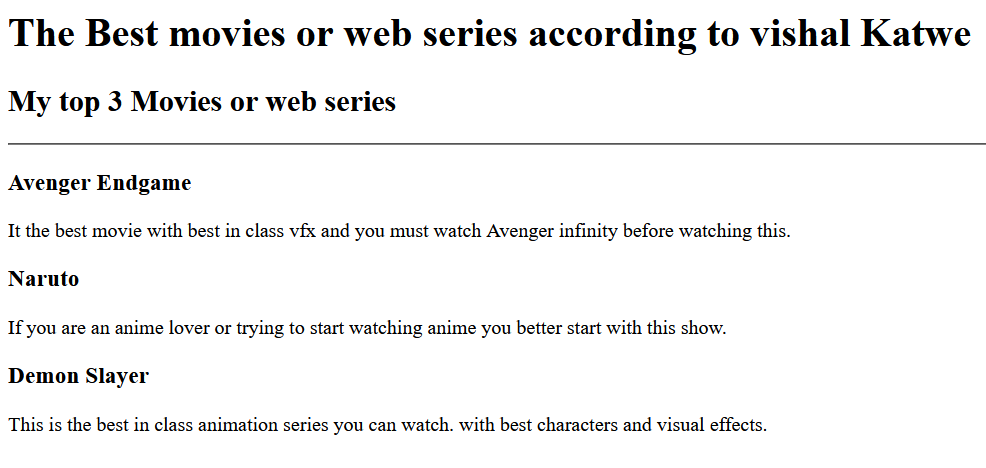 The Best movies or web series according to vishal Katwe
My top 3 Movies or web series
Avenger Endgame
It the best movie with best in class vfx and you must watch Avenger infinity before watching this.
Naruto
If you are an anime lover or trying to start watching anime you better start with this show.
Demon Slayer
This is the best in class animation series you can watch. with best characters and visual effects.